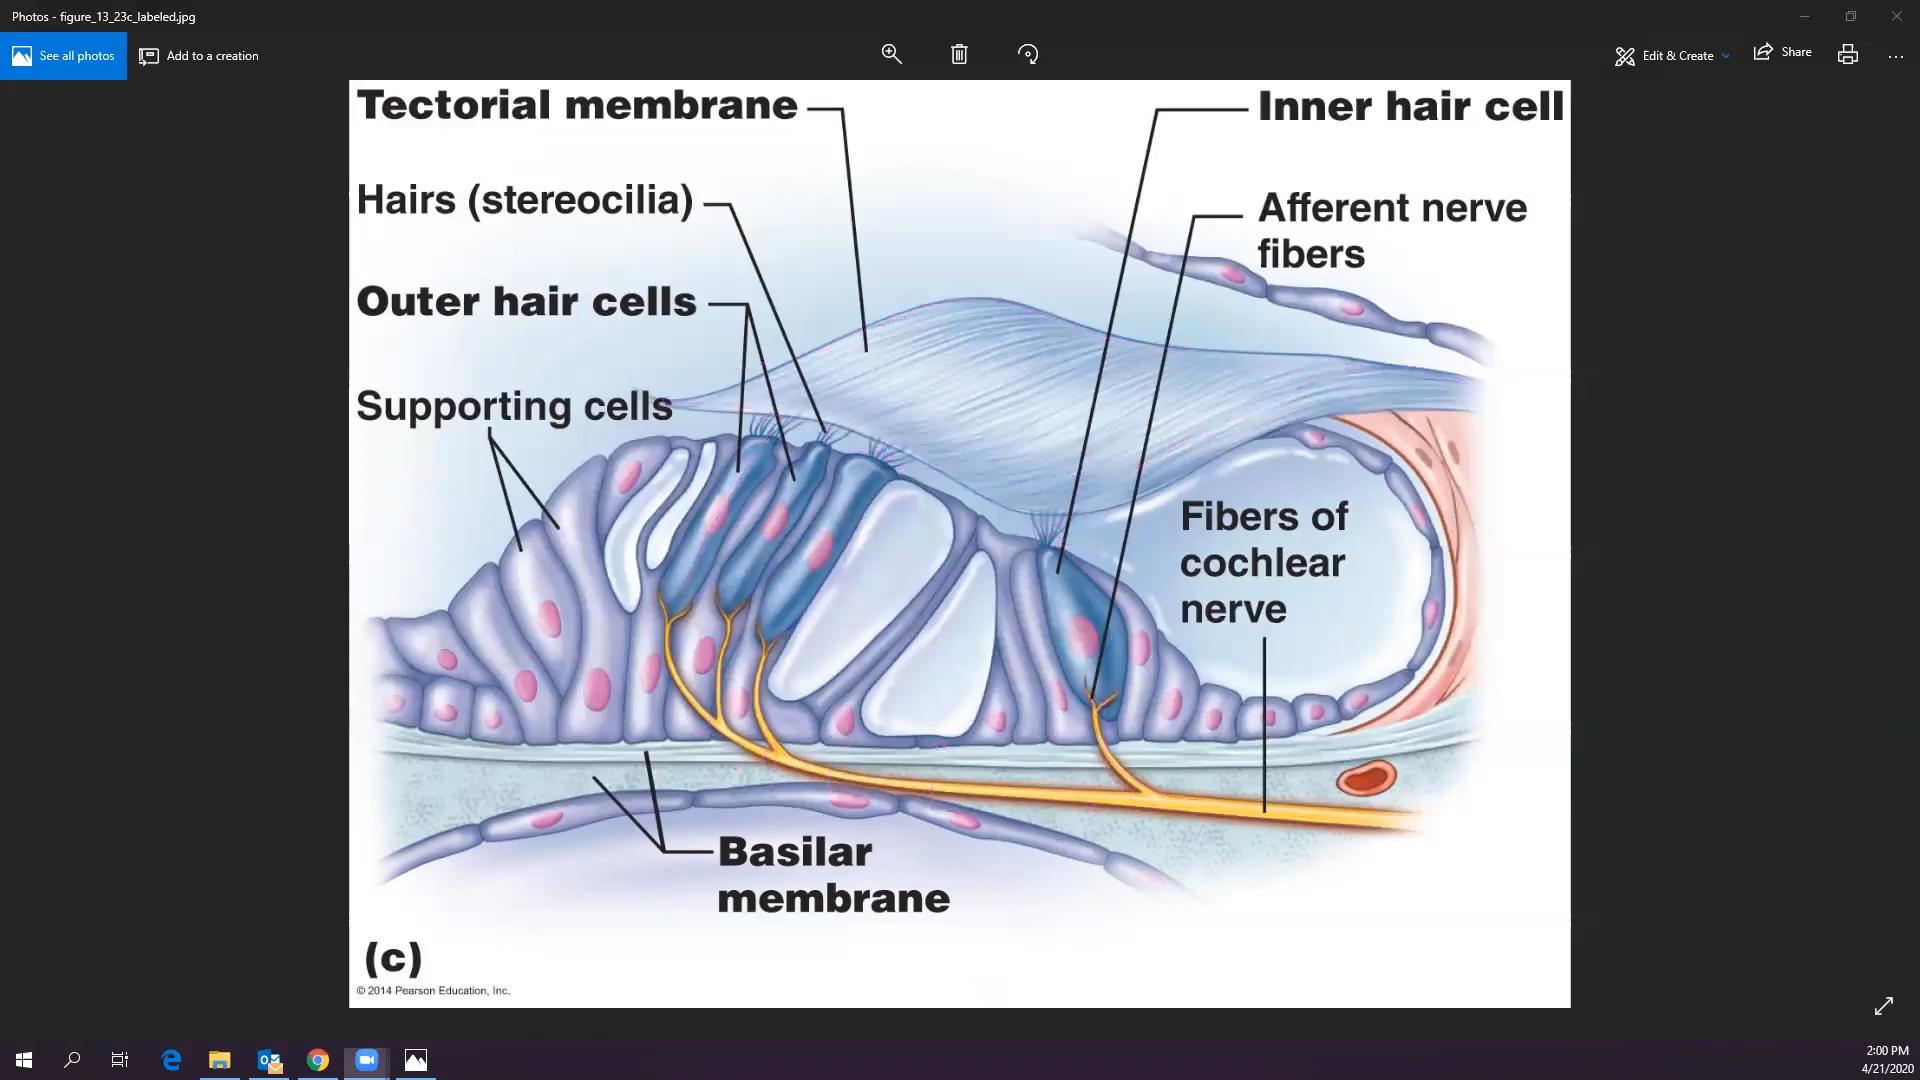 Photos - figure_13_23c_labeled.jpg
See all photos
Add to a creation
Edit & Create
Share
Tectorial membrane
Inner hair cell
Hairs (stereocilia)
Afferent nerve
fibers
Outer hair cells
Supporting cells
Fibers of
cochlear
nerve
Basilar
membrane
(c)
© 2014 Pearson Education, Inc.
2:00 PM
4/21/2020